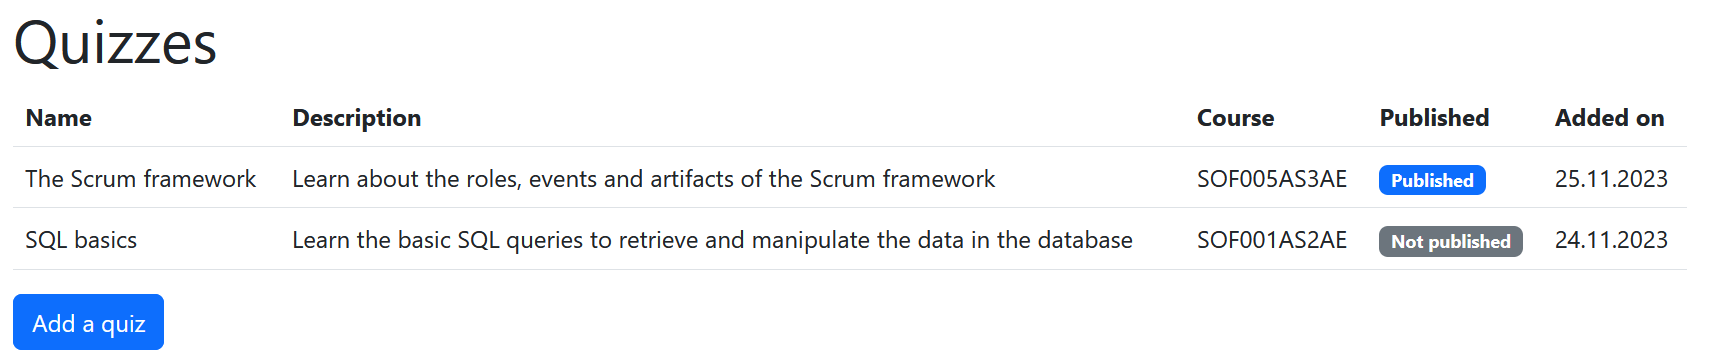 Quizzes
Name Description Course Published Added on
The Scrum framework Learn about the roles, events and artifacts of the Scrum framework SOF005AS3AE Published 25.11.2023
SQL basics Learn the basic SQL queries to retrieve and manipulate the data in the database SOF001AS2AE Not published 24.11.2023
Add a quiz